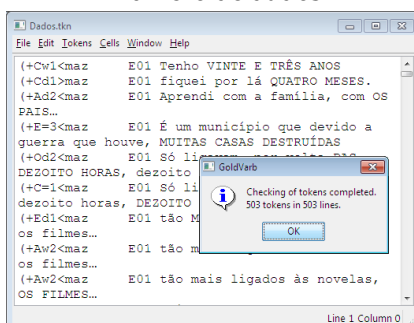 Dados.tkn
File Edit Tokens Cells Window Help
(+Cw1<maz E01 Tenho VINTE E TRÊS ANOS
(+Cd1>maz E01 fiquei por lá QUATRO MESES.
(+Ad2<maz E01 Aprendi com a família, com OS
PAIS…
(+E=3<maz E01 É um município que devido a
guerra que houve, MUITAS CASAS DESTRUÍDAS
(+Od2<maz E01 Só
DEZOITO HORAS, dezoito
(+C=1<maz E01 Só
dezoito horas, DEZOITO
(+Ed1<maz E01 tão
os filmes…
(+Aw2<maz E01 tão
os filmes…
(+Aw2<maz E01 tão mais ligados às novelas,
OS FILMES…
GoldVarb
Checking of tokens completed.
503 tokens in 503 lines.
OK
Line 1 Column 0